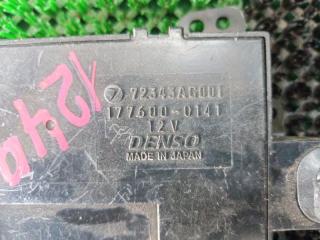 72343AG001
177600-0141
12V
DENSO
MADE IN JAPAN